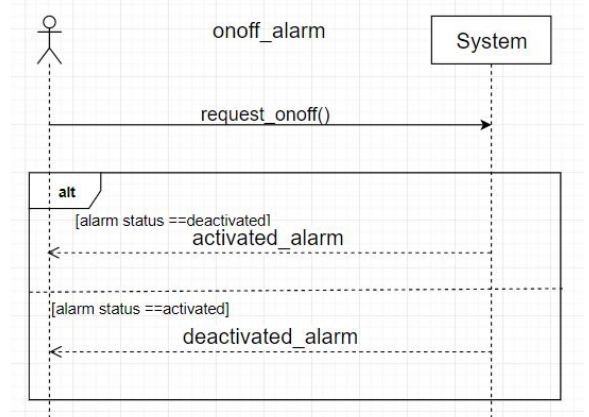 onoff_alarm
System
request_onoff()
alt
[alarm status ==deactivated]
activated_alarm
[alarm status ==activated]
deactivated_alarm